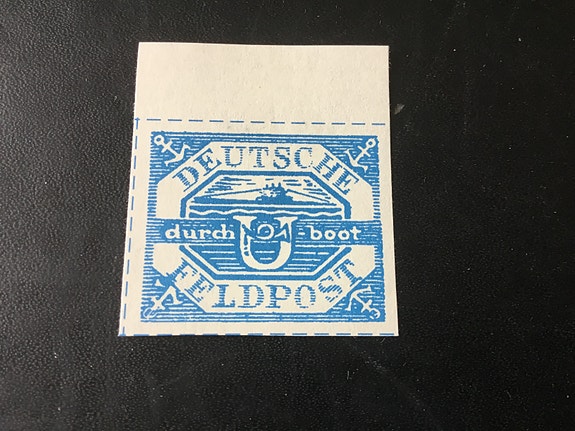 DEUTSCHE
durch U-boot
FELDPOST